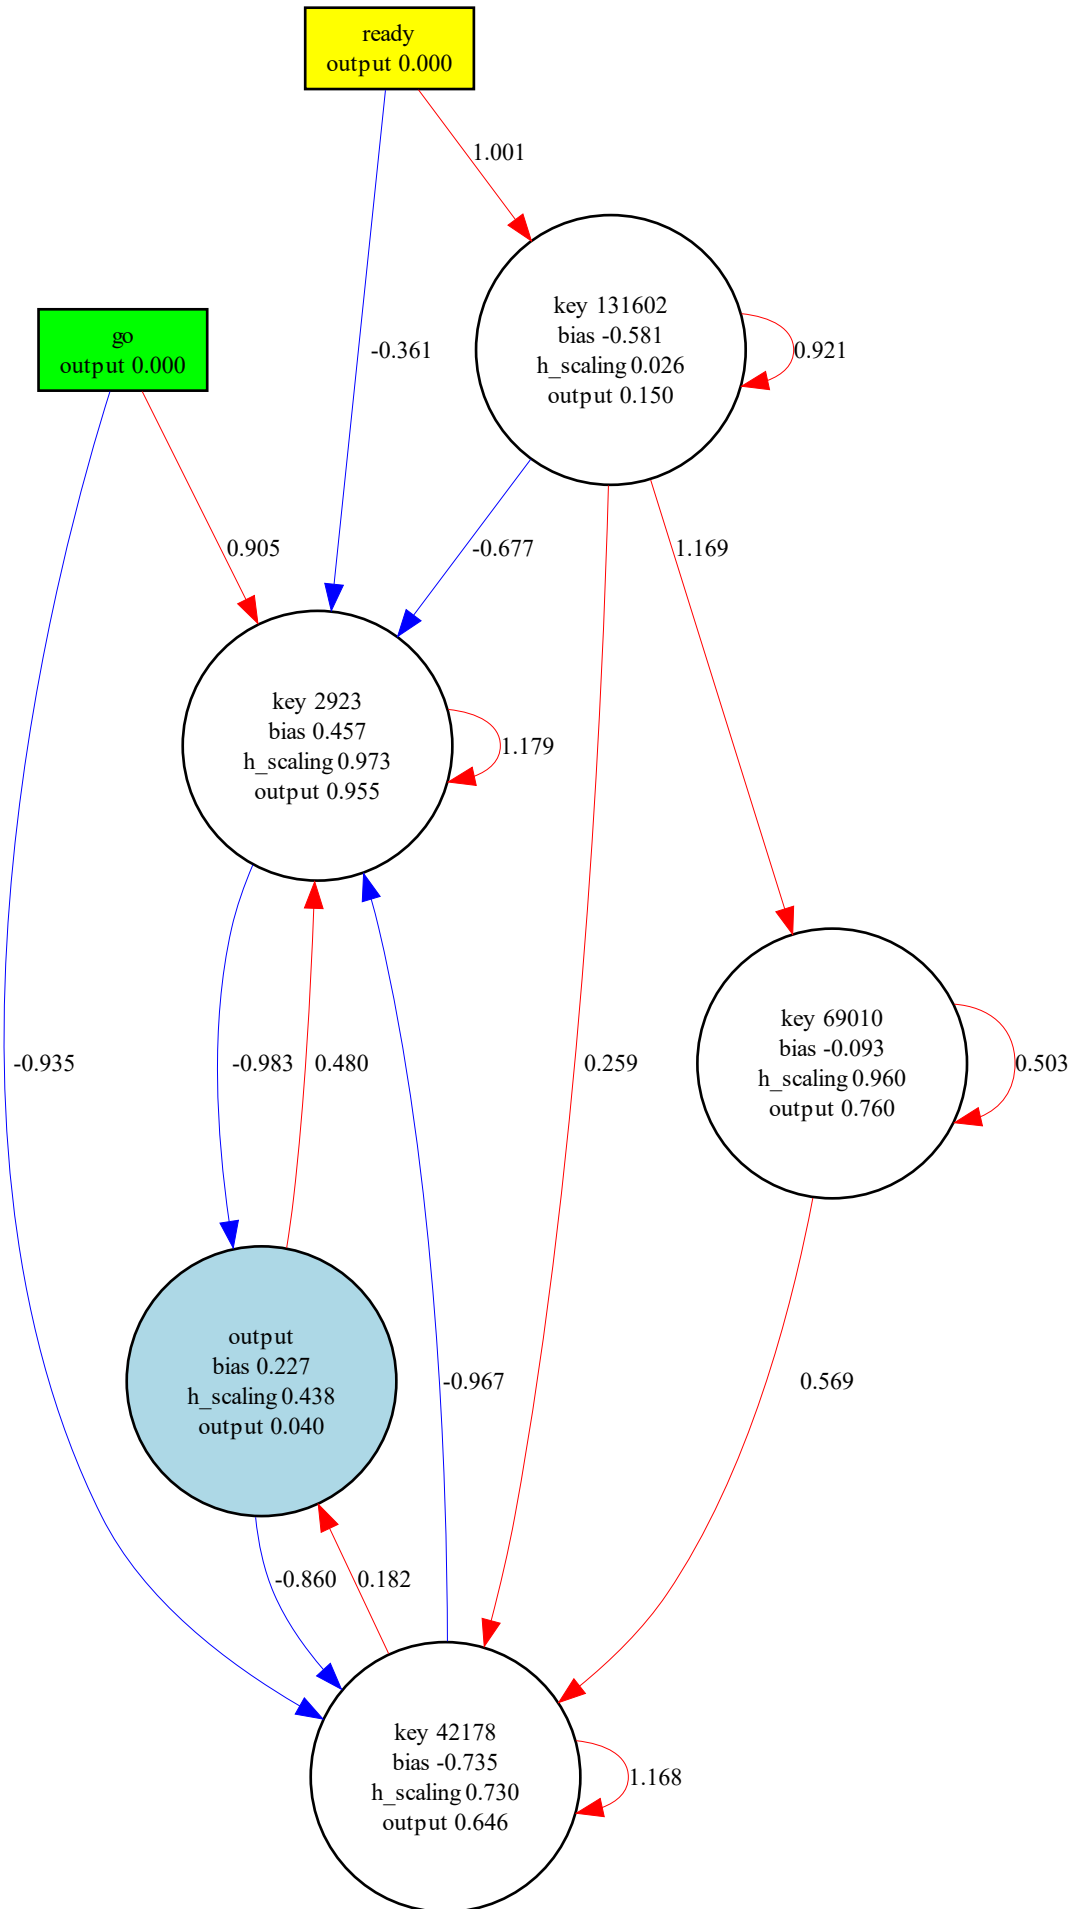 ready
output 0.000
1.001
key 131602
bias -0.581
h_scaling 0.026
output 0.150
0.921
go
output 0.000
-0.361
0.905
-0.677
1.169
key 2923
bias 0.457
h_scaling 0.973
output 0.955
1.179
key 69010
bias -0.093
h_scaling 0.960
output 0.760
0.503
-0.935
-0.983
0.480
0.259
output
bias 0.227
h_scaling 0.438
output 0.040
-0.967
0.569
-0.860
0.182
key 42178
bias -0.735
h_scaling 0.730
output 0.646
1.168